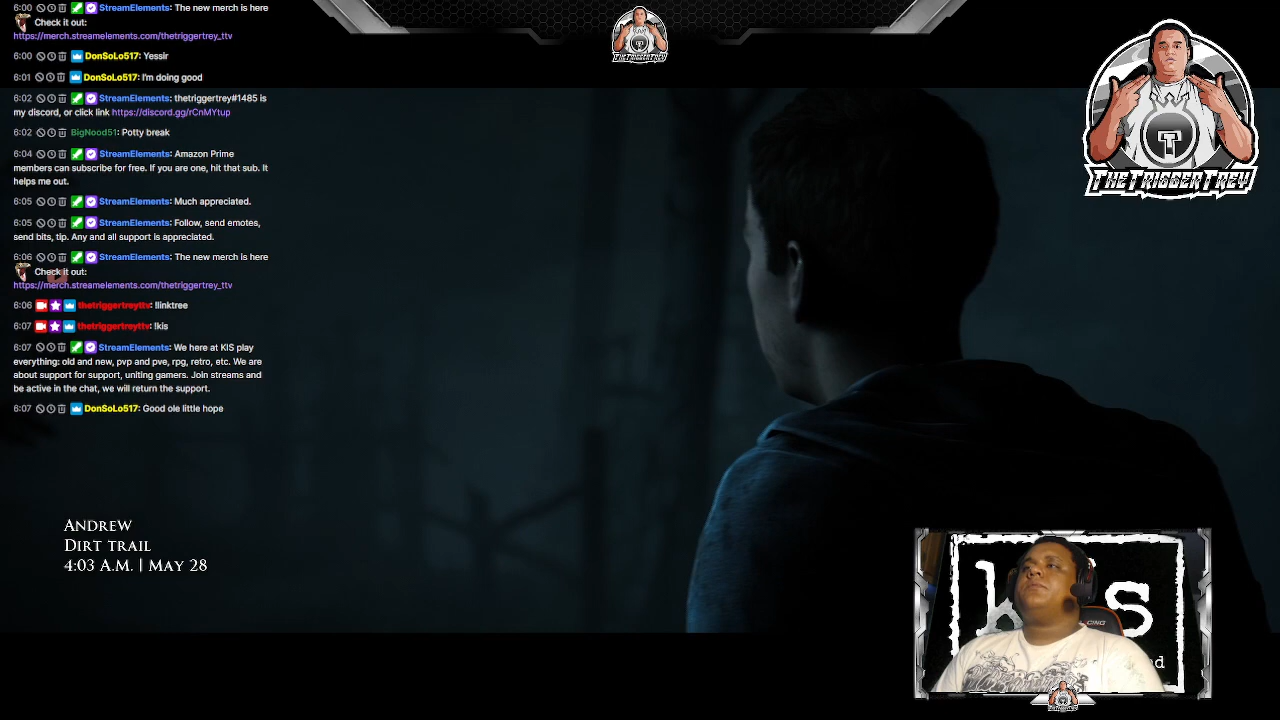 6:00 StreamElements: The new merch is here
Check it out:
https://merch.streamelements.com/thetriggertrey_ttv
6:00 DonSoLo517: Yessir
6:01 DonSoLo517: I'm doing good
6:02 StreamElements: thetriggertrey#1485 is
my discord, or click link https://discord.gg/rCnMYtup
6:02 BigNood51: Potty break
6:04 StreamElements: Amazon Prime
members can subscribe for free. If you are one, hit that sub. It
helps me out.
6:05 StreamElements: Much appreciated.
6:05 StreamElements: Follow, send emotes,
send bits, tip. Any and all support is appreciated.
6:06 StreamElements: The new merch is here
Check it out:
https://merch.streamelements.com/thetriggertrey_ttv
6:06 thetriggertreyttv: !linktree
6:07 thetriggertreyttv: !kis
6:07 StreamElements: We here at KIS play
everything: old and new, pvp and pve, rpg, retro, etc. We are
about support for support, uniting gamers. Join streams and
be active in the chat, we will return the support.
6:07 DonSoLo517: Good ole little hope
THETRIGGERTREY
T
THETRIGGERTREY
Andrew
Dirt trail
4:03 A.M. | May 28